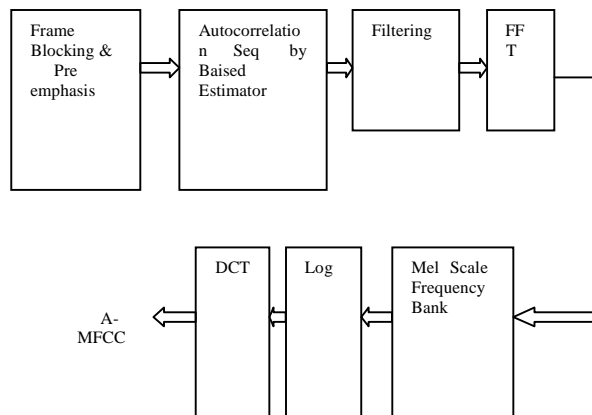 Frame
Blocking &
Pre
emphasis
Autocorrelatio
n Seq by
Baised
Estimator
Filtering
FF
T
Mel Scale
Frequency
Bank
Log
DCT
A-
MFCC